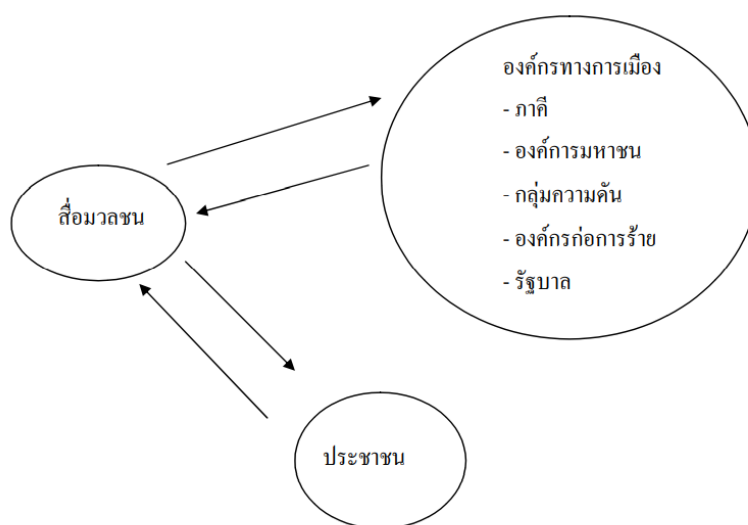 องค์กรทางการเมือง
- ภาคี
- องค์การมหาชน
- กลุ่มความดัน
- องค์กรก่อการร้าย
- รัฐบาล
สื่อมวลชน
ประชาชน